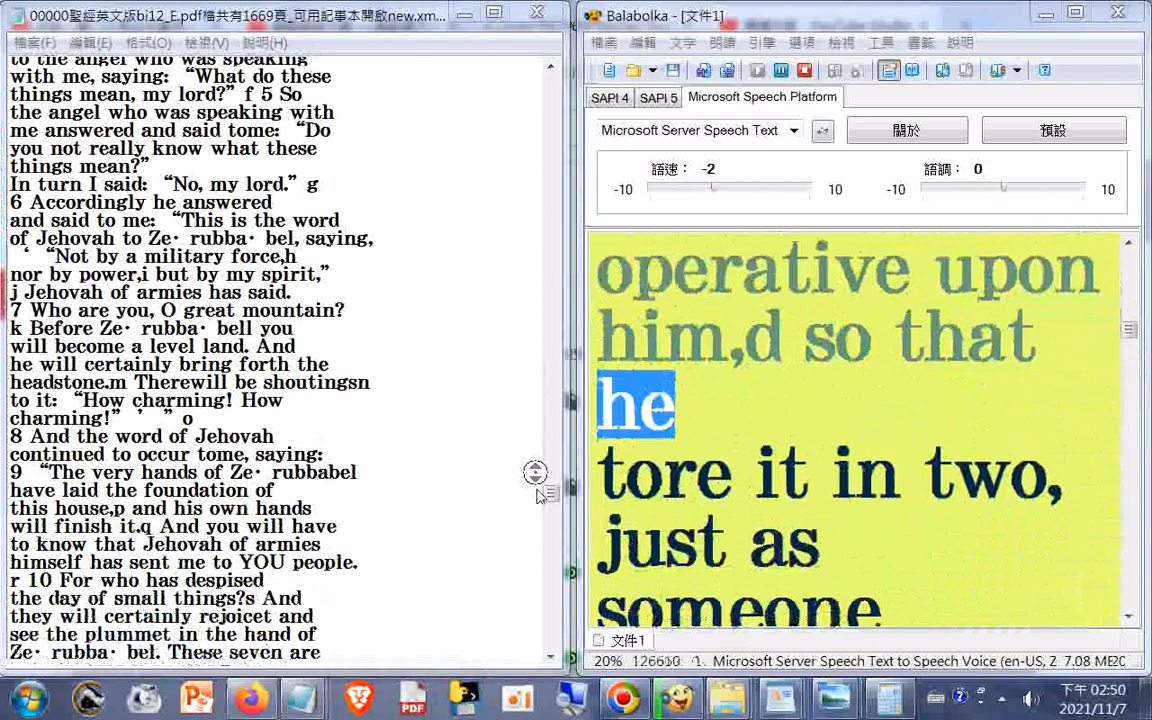 00000聖經英文版bi12_E.pdf檔共有1669頁_可用記事本開啟new.xm...
檔案(F) 編輯(E) 格式(O) 檢視(V) 說明(H)
to the angel who was speaking
with me, saying: “What do these
things mean, my lord?” f 5 So
the angel who was speaking with
me answered and said tome: “Do
you not really know what these
things mean?”
In turn I said: “No, my lord.” g
6 Accordingly he answered
and said to me: “This is the word
of Jehovah to Ze· rubba· bel, saying,
‘ “Not by a military force,h
nor by power,i but by my spirit,”
j Jehovah of armies has said.
7 Who are you, O great mountain?
k Before Ze· rubba· bell you
will become a level land. And
he will certainly bring forth the
headstone.m Therewill be shoutingsn
to it: “How charming! How
charming!” ’ ” o
8 And the word of Jehovah
continued to occur tome, saying:
9 “The very hands of Ze· rubbabel
have laid the foundation of
this house,p and his own hands
will finish it.q And you will have
to know that Jehovah of armies
himself has sent me to YOU people.
r 10 For who has despised
the day of small things?s And
they will certainly rejoicet and
see the plummet in the hand of
Ze· rubba· bel. These seven are
Balabolka - [文件1]
檔案 編輯 文字 朗讀 引擎 選項 檢視 工具 書籤 說明
SAPI 4 SAPI 5 Microsoft Speech Platform
Microsoft Server Speech Text 關於 預設
語速： -2 語調： 0
-10 10 -10 10
operative upon
him,d so that
he
tore it in two,
just as
someone
文件1
20% 126610 Microsoft Server Speech Text to Speech Voice (en-US, Z 7.08 ME
下午 02:50
2021/11/7